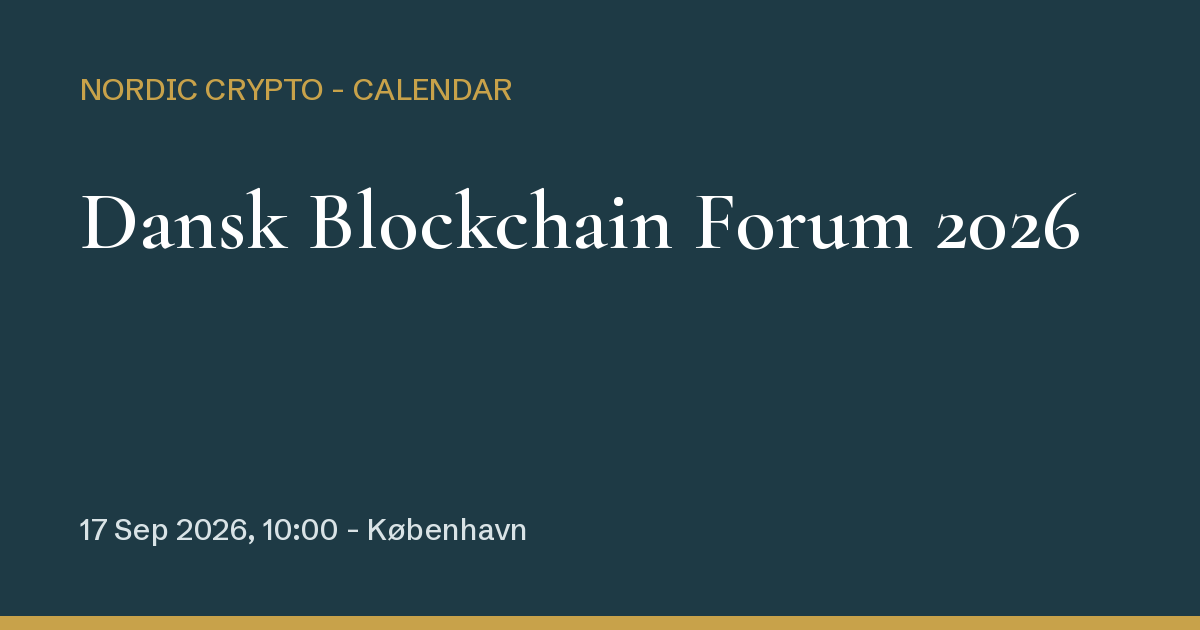 NORDIC CRYPTO - CALENDAR
Dansk Blockchain Forum 2026
17 Sep 2026, 10:00 - København